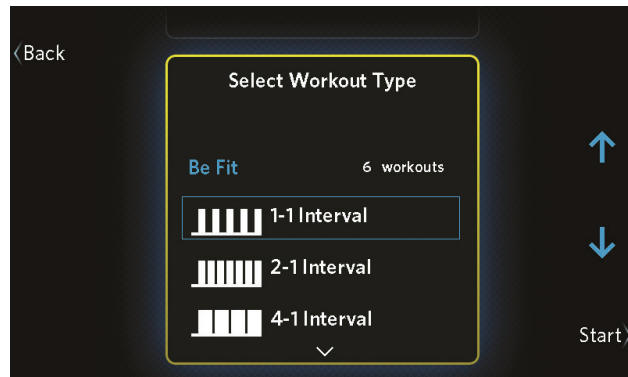 Back
Select Workout Type
Be Fit 6 workouts
1-1 Interval
2-1 Interval
4-1 Interval
Start